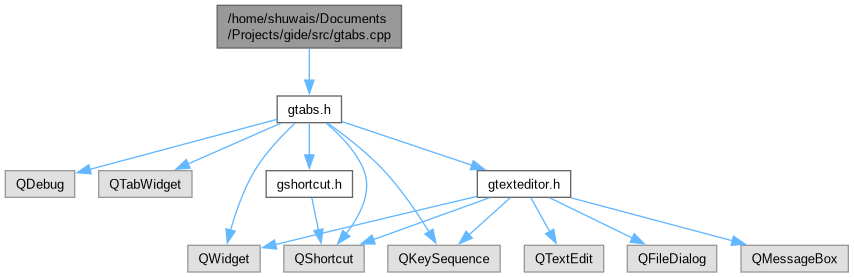 /home/shuwais/Documents
/Projects/gide/src/gtabs.cpp
gtabs.h
QDebug
QTabWidget
gshortcut.h
gtexteditor.h
QWidget
QShortcut
QKeySequence
QTextEdit
QFileDialog
QMessageBox